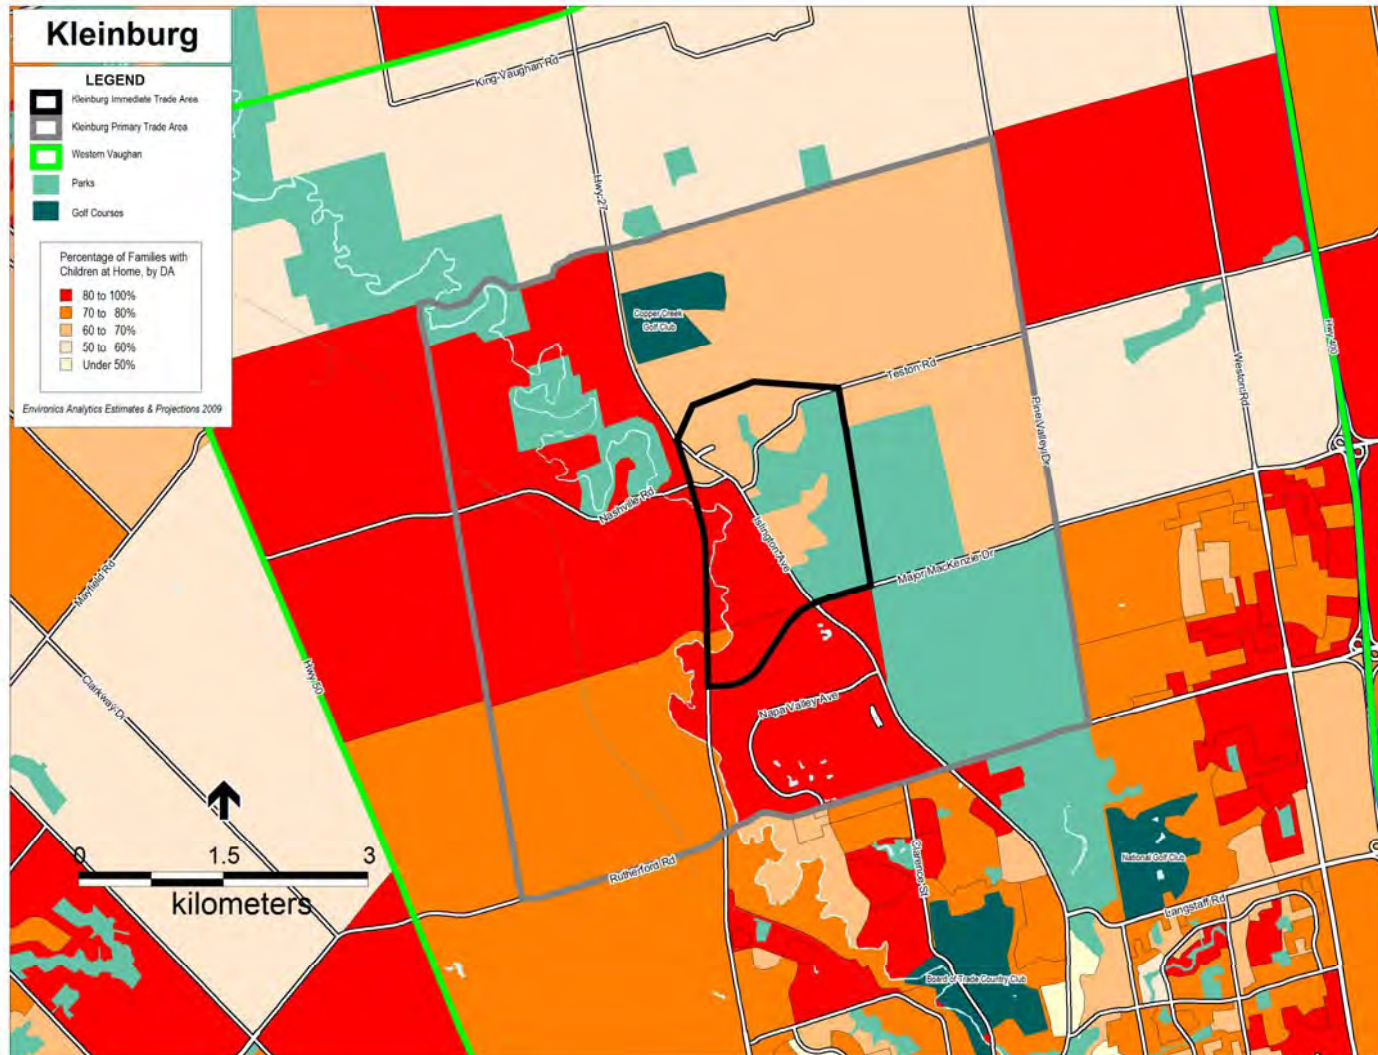 Kleinburg
LEGEND
Kleinburg Immediate Trade Area
Kleinburg Primary Trade Area
Western Vaughan
Parks
Golf Courses
Percentage of Families with
Children at Home, by DA
80 to 100%
70 to 80%
60 to 70%
50 to 60%
Under 50%
Environics Analytics Estimates & Projections 2009
King-Vaughan Rd
Hwy 27
Copper Creek
Golf Club
Teston Rd
Pine Valley Dr
Weston Rd
Hwy 400
Nashville Rd
Islington Ave
Major MacKenzie Dr
Mayfield Rd
Hwy 50
Clarkway Dr
Napa Valley Ave
0 1.5 3
kilometers
Rutherford Rd
Clarence St
National Golf Club
Langstaff Rd
Board of Trade Country Club